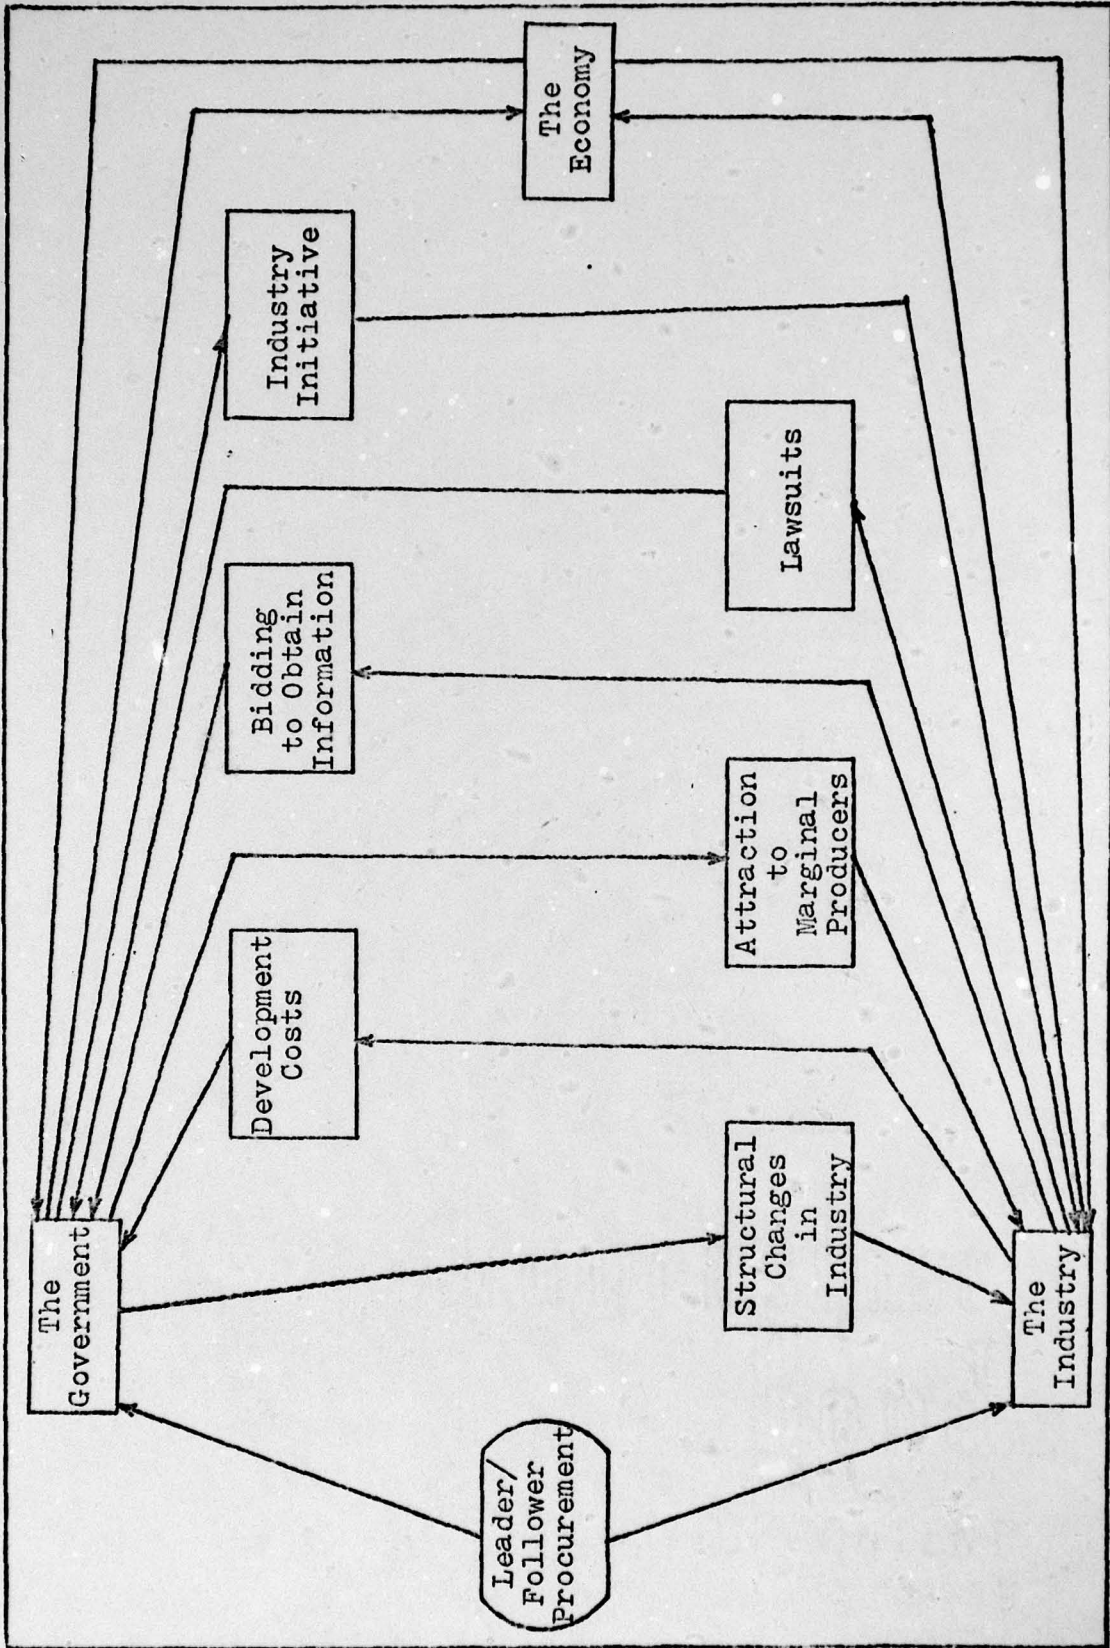 Leader/
Follower
Procurement
The
Government
The
Industry
Structural
Changes
in
Industry
Development
Costs
Attraction
to
Marginal
Producers
Bidding
to Obtain
Information
Lawsuits
Industry
Initiative
The
Economy